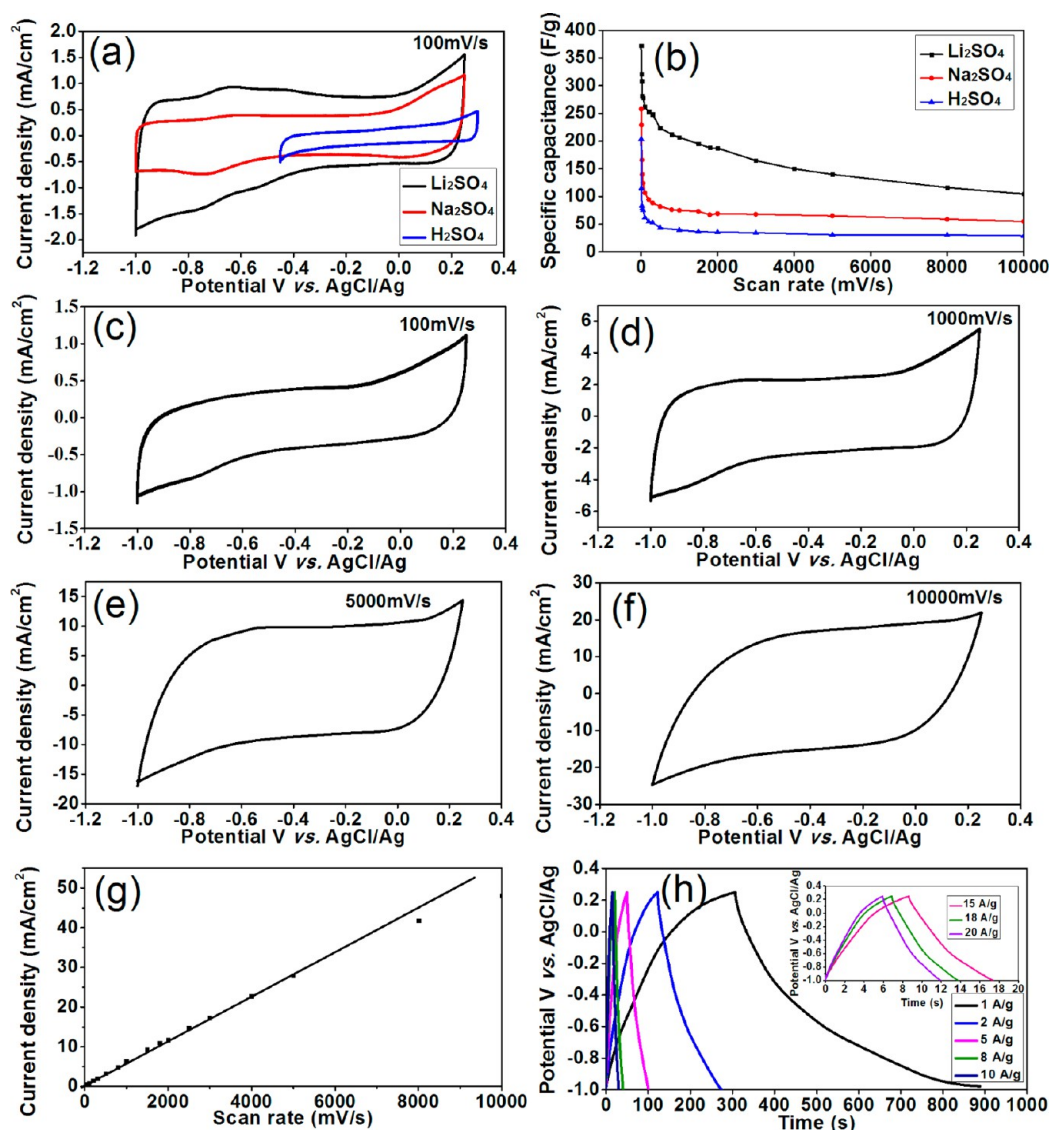 (a)
100mV/s
Current density (mA/cm²)
2.0
1.5
1.0
0.5
0.0
-0.5
-1.0
-1.5
-2.0
Li₂SO₄
Na₂SO₄
H₂SO₄
-1.2 -1.0 -0.8 -0.6 -0.4 -0.2 0.0 0.2 0.4
Potential V vs. AgCl/Ag
(b)
Specific capacitance (F/g)
400
350
300
250
200
150
100
50
0
Li₂SO₄
Na₂SO₄
H₂SO₄
0 2000 4000 6000 8000 10000
Scan rate (mV/s)
(c)
100mV/s
Current density (mA/cm²)
1.5
1.0
0.5
0.0
-0.5
-1.0
-1.5
-1.2 -1.0 -0.8 -0.6 -0.4 -0.2 0.0 0.2 0.4
Potential V vs. AgCl/Ag
(d)
1000mV/s
Current density (mA/cm²)
6
4
2
0
-2
-4
-6
-1.2 -1.0 -0.8 -0.6 -0.4 -0.2 0.0 0.2 0.4
Potential V vs. AgCl/Ag
(e)
5000mV/s
Current density (mA/cm²)
20
15
10
5
0
-5
-10
-15
-20
-1.2 -1.0 -0.8 -0.6 -0.4 -0.2 0.0 0.2 0.4
Potential V vs. AgCl/Ag
(f)
10000mV/s
Current density (mA/cm²)
30
20
10
0
-10
-20
-30
-1.2 -1.0 -0.8 -0.6 -0.4 -0.2 0.0 0.2 0.4
Potential V vs. AgCl/Ag
(g)
Current density (mA/cm²)
50
40
30
20
10
0
0 2000 4000 6000 8000 10000
Scan rate (mV/s)
(h)
Potential V vs. AgCl/Ag
0.4
0.2
0.0
-0.2
-0.4
-0.6
-0.8
-1.0
0 100 200 300 400 500 600 700 800 900 1000
Time (s)
Potential V vs. AgCl/Ag
0.4
0.2
0.0
-0.2
-0.4
-0.6
-0.8
-1.0
15 A/g
18 A/g
20 A/g
0 2 4 6 8 10 12 14 16 18 20
Time (s)
1 A/g
2 A/g
5 A/g
8 A/g
10 A/g